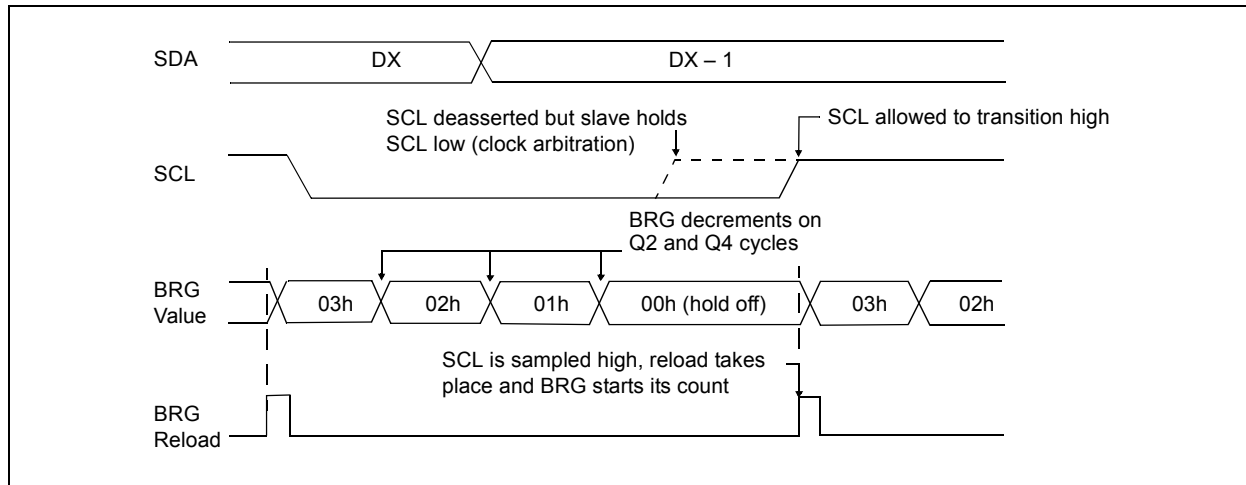 SDA
DX
DX – 1
SCL deasserted but slave holds
SCL low (clock arbitration)
SCL allowed to transition high
SCL
BRG decrements on
Q2 and Q4 cycles
BRG
Value
03h
02h
01h
00h (hold off)
03h
02h
SCL is sampled high, reload takes
place and BRG starts its count
BRG
Reload